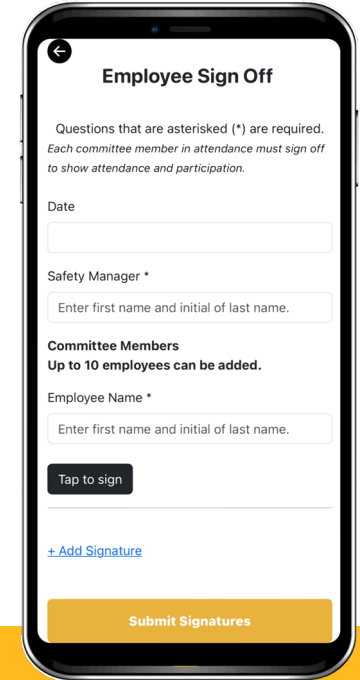 Employee Sign Off
Questions that are asterisked (*) are required.
Each committee member in attendance must sign off
to show attendance and participation.
Date
Safety Manager *
Enter first name and initial of last name.
Committee Members
Up to 10 employees can be added.
Employee Name *
Enter first name and initial of last name.
Tap to sign
+ Add Signature
Submit Signatures